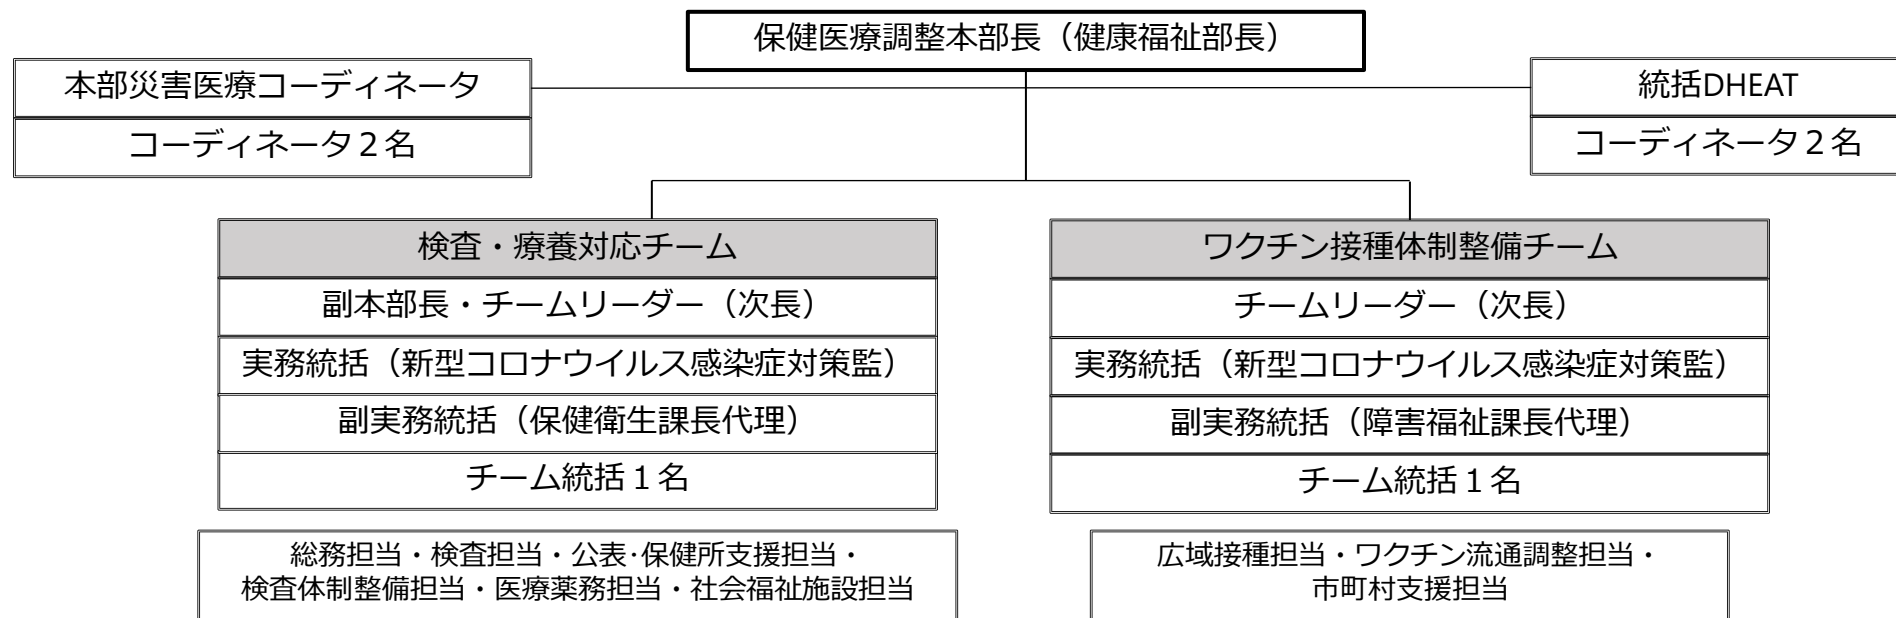 保健医療調整本部長（健康福祉部長）
本部災害医療コーディネータ
コーディネータ２名
統括DHEAT
コーディネータ２名
検査・療養対応チーム
副本部長・チームリーダー（次長）
実務統括（新型コロナウイルス感染症対策監）
副実務統括（保健衛生課長代理）
チーム統括１名
総務担当・検査担当・公表･保健所支援担当・
検査体制整備担当・医療薬務担当・社会福祉施設担当
ワクチン接種体制整備チーム
チームリーダー（次長）
実務統括（新型コロナウイルス感染症対策監）
副実務統括（障害福祉課長代理）
チーム統括１名
広域接種担当・ワクチン流通調整担当・
市町村支援担当